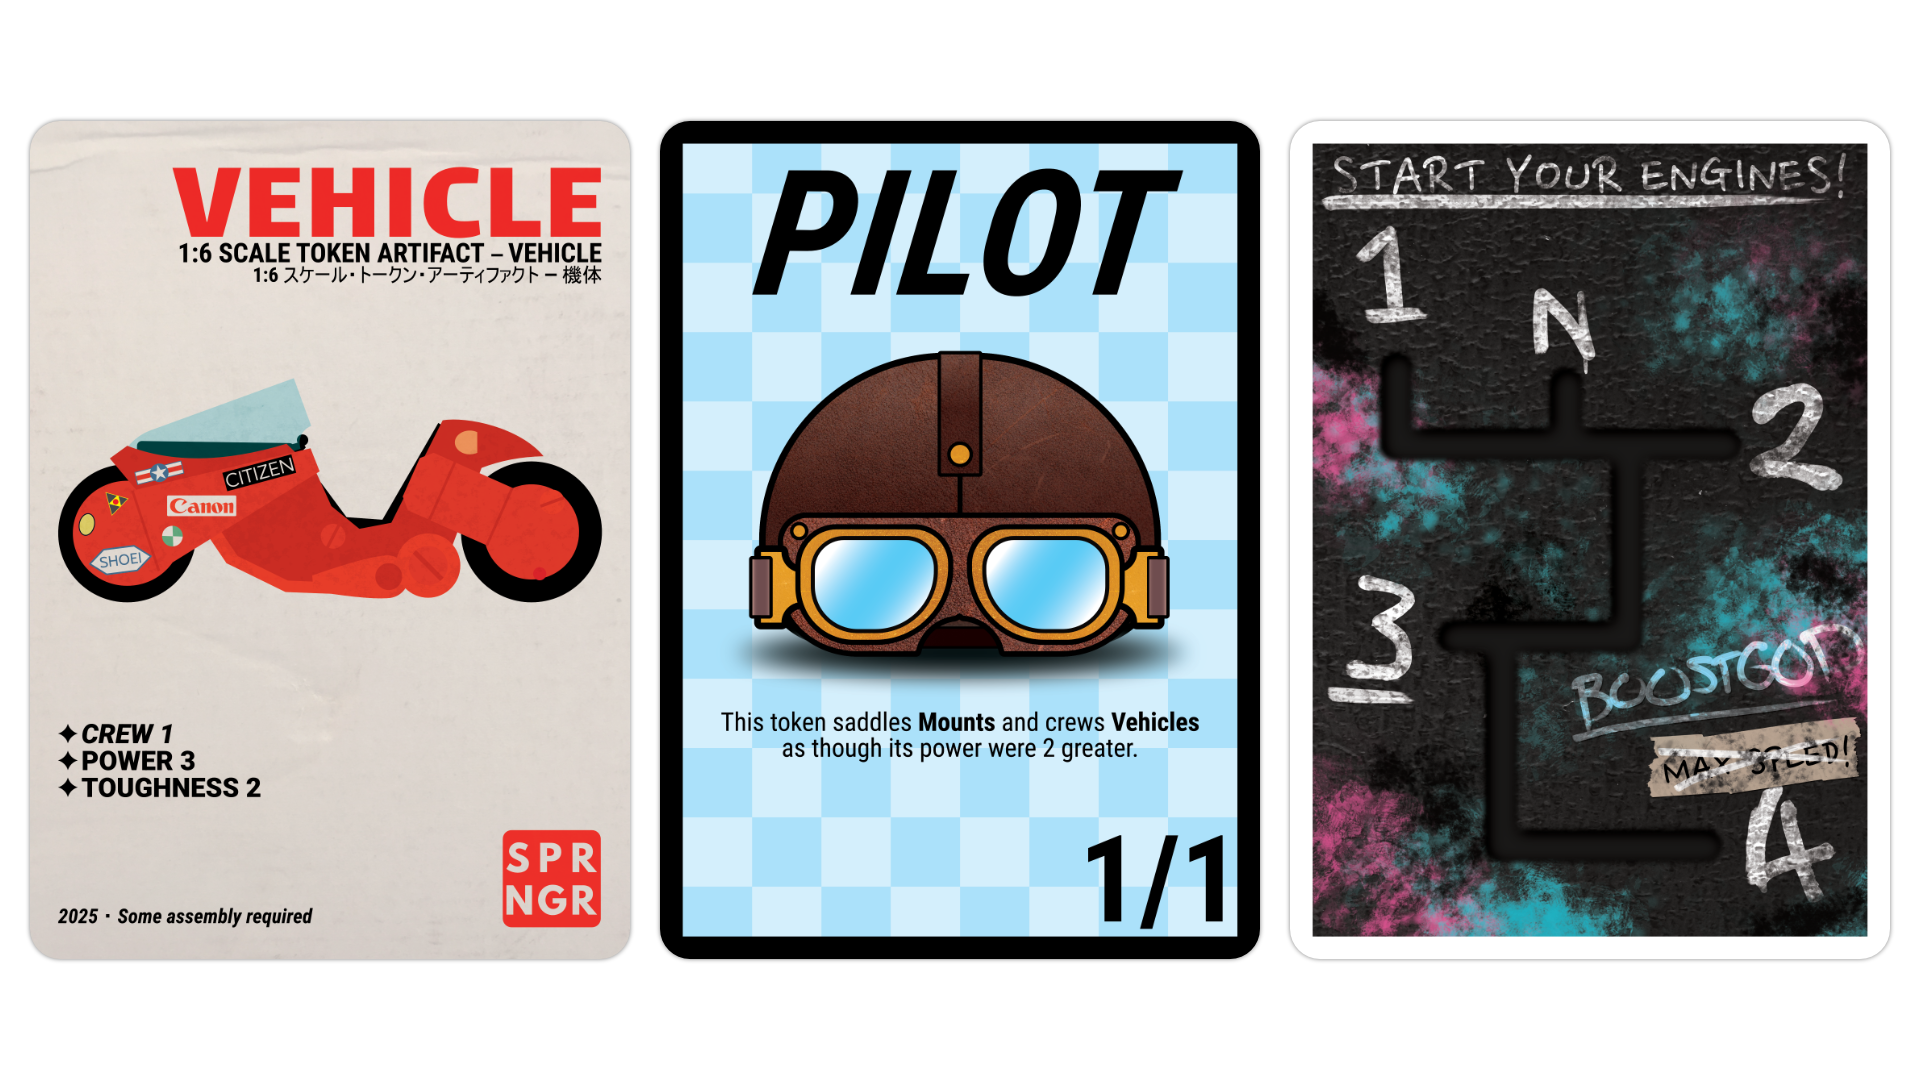 VEHICLE
1:6 SCALE TOKEN ARTIFACT – VEHICLE
1:6 スケール・トークン・アーティファクト – 機体
CITIZEN
Canon
SHOEI
✦ CREW 1
✦ POWER 3
✦ TOUGHNESS 2
SPR
NGR
2025 · Some assembly required
PILOT
This token saddles Mounts and crews Vehicles
as though its power were 2 greater.
1/1
START YOUR ENGINES!
1
N
2
3
BOOSTGOD
MAX SPEED!
4